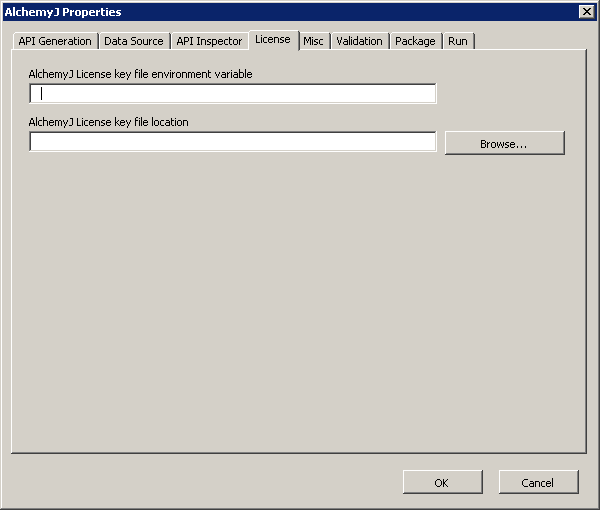 AlchemyJ Properties
API Generation Data Source API Inspector License Misc Validation Package Run
AlchemyJ License key file environment variable
AlchemyJ License key file location
Browse...
OK Cancel